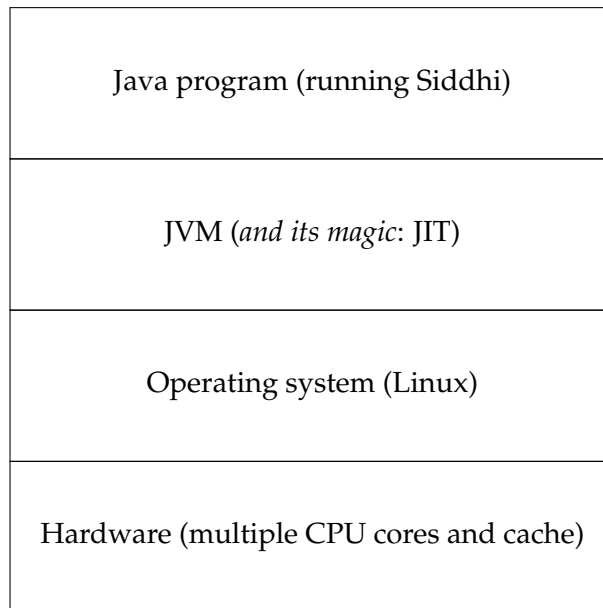 Java program (running Siddhi)
JVM (and its magic: JIT)
Operating system (Linux)
Hardware (multiple CPU cores and cache)